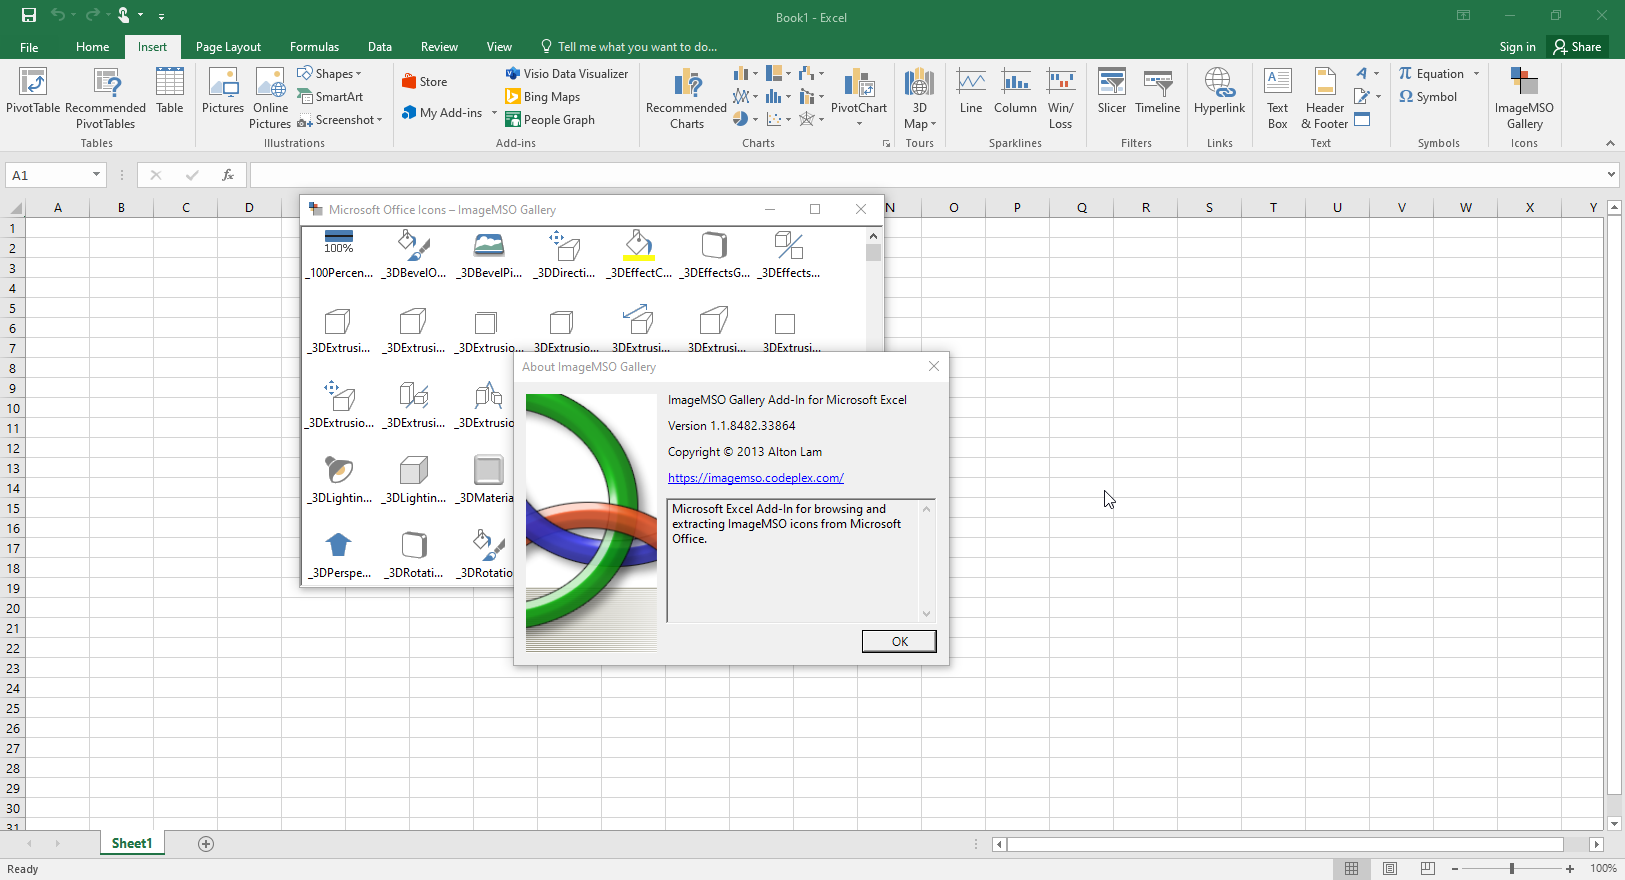 Book1 - Excel
File Home Insert Page Layout Formulas Data Review View Tell me what you want to do... Sign in Share
PivotTable
Recommended PivotTables
Table
Tables
Pictures
Online Pictures
Shapes
SmartArt
Screenshot
Illustrations
Store
My Add-ins
Visio Data Visualizer
Bing Maps
People Graph
Add-ins
Recommended Charts
PivotChart
Charts
3D Map
Tours
Line
Column
Win/ Loss
Sparklines
Slicer
Timeline
Filters
Hyperlink
Links
Text Box
Header & Footer
Text
Equation
Symbol
Symbols
ImageMSO Gallery
Icons
A1
fx
A B C D N O P Q R S T U V W X Y
1
2
3
4
5
6
7
8
9
10
11
12
13
14
15
16
17
18
19
20
21
22
23
24
25
26
27
28
29
30
31
Microsoft Office Icons – ImageMSO Gallery
100%
_100Percen... _3DBevelO... _3DBevelPi... _3DDirecti... _3DEffectC... _3DEffectsG... _3DEffects...
_3DExtrusi... _3DExtrusi... _3DExtrusio... 3DExtrusio... 3DExtrusi... 3DExtrusi... 3DExtrusi...
_3DExtrusio... _3DExtrusi... _3DExtrusio
_3DLightin... _3DLightin... _3DMateria
_3DPerspe... _3DRotati... _3DRotatio
About ImageMSO Gallery
ImageMSO Gallery Add-In for Microsoft Excel
Version 1.1.8482.33864
Copyright © 2013 Alton Lam
https://imagemso.codeplex.com/
Microsoft Excel Add-In for browsing and
extracting ImageMSO icons from Microsoft
Office.
OK
Sheet1
Ready
100%